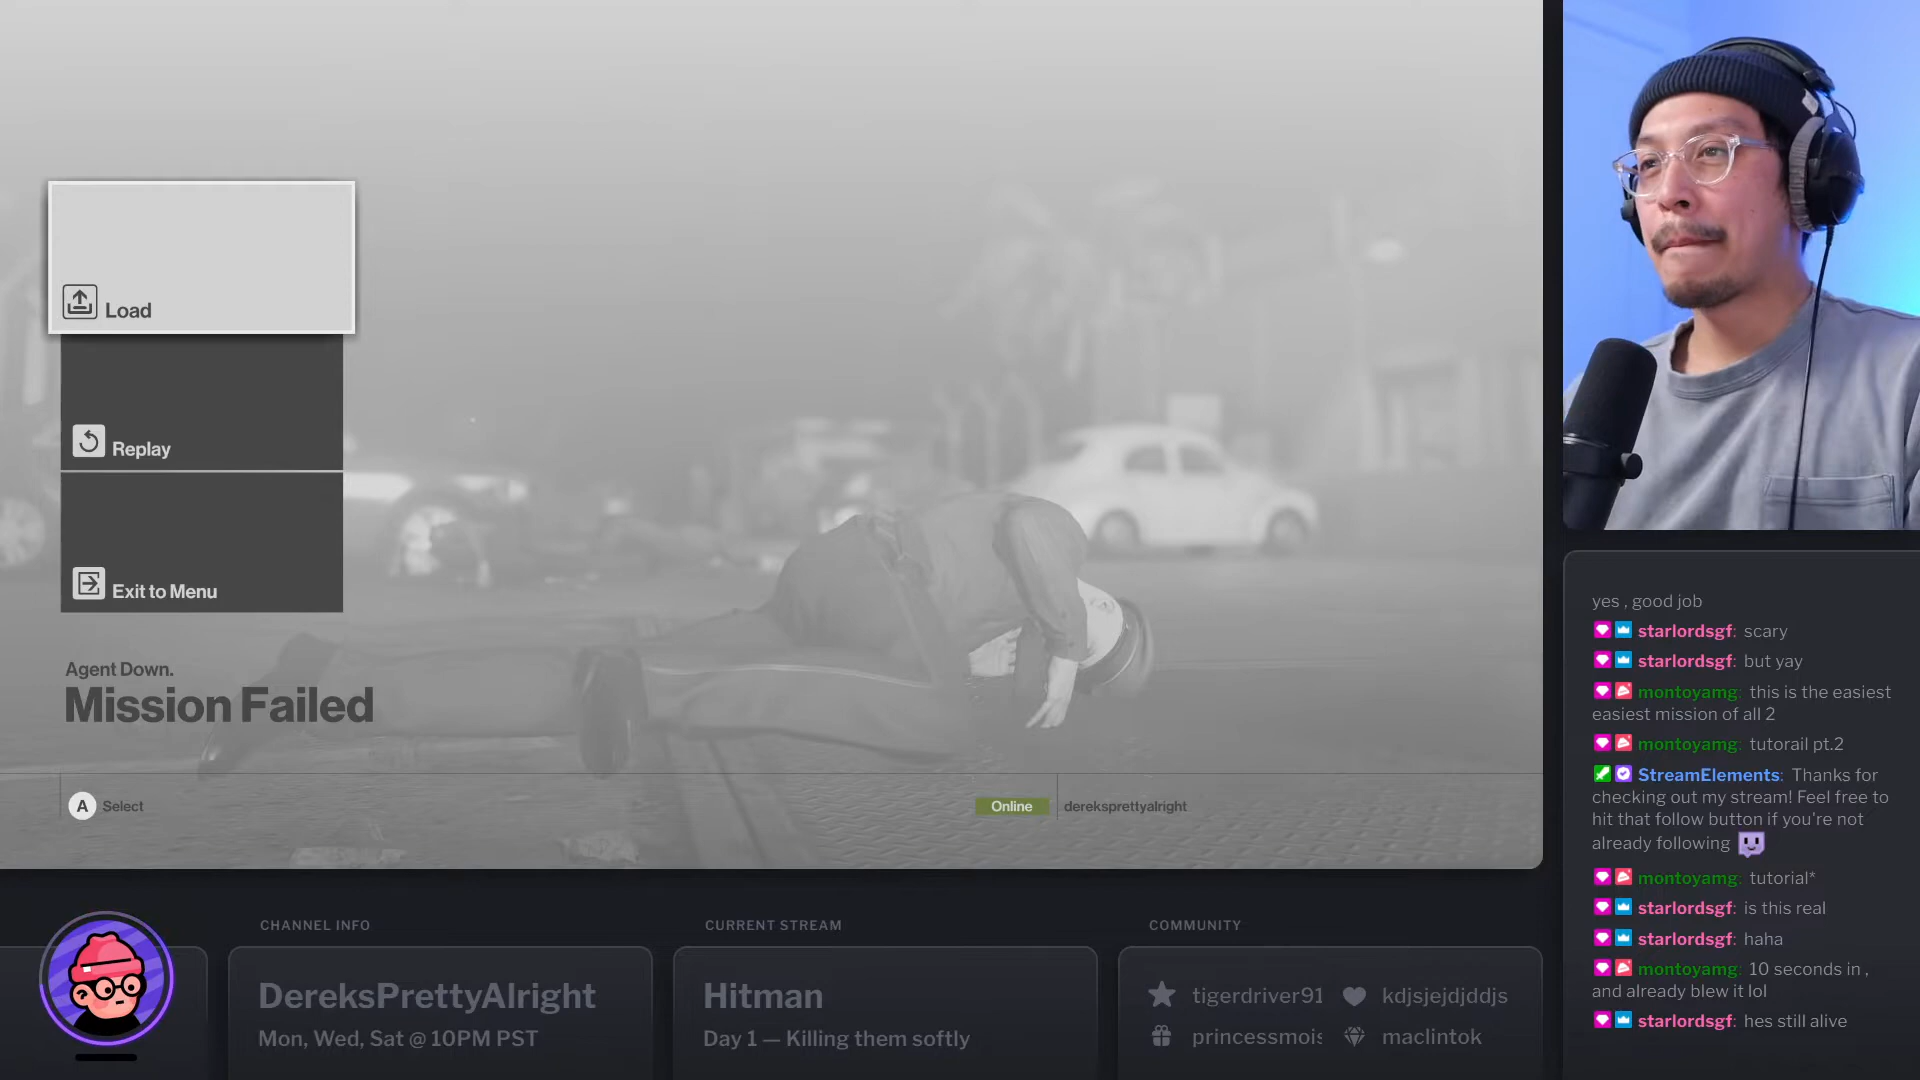 Load
Replay
Exit to Menu
Agent Down.
Mission Failed
A Select
Online
dereksprettyalright
yes , good job
starlordsgf: scary
starlordsgf: but yay
montoyamg: this is the easiest
easiest mission of all 2
montoyamg: tutorail pt.2
StreamElements: Thanks for
checking out my stream! Feel free to
hit that follow button if you're not
already following
montoyamg: tutorial*
starlordsgf: is this real
starlordsgf: haha
montoyamg: 10 seconds in ,
and already blew it lol
starlordsgf: hes still alive
CHANNEL INFO
DereksPrettyAlright
Mon, Wed, Sat @ 10PM PST
CURRENT STREAM
Hitman
Day 1 — Killing them softly
COMMUNITY
tigerdriver91
kdjsjejdjddjs
princessmois
maclintok